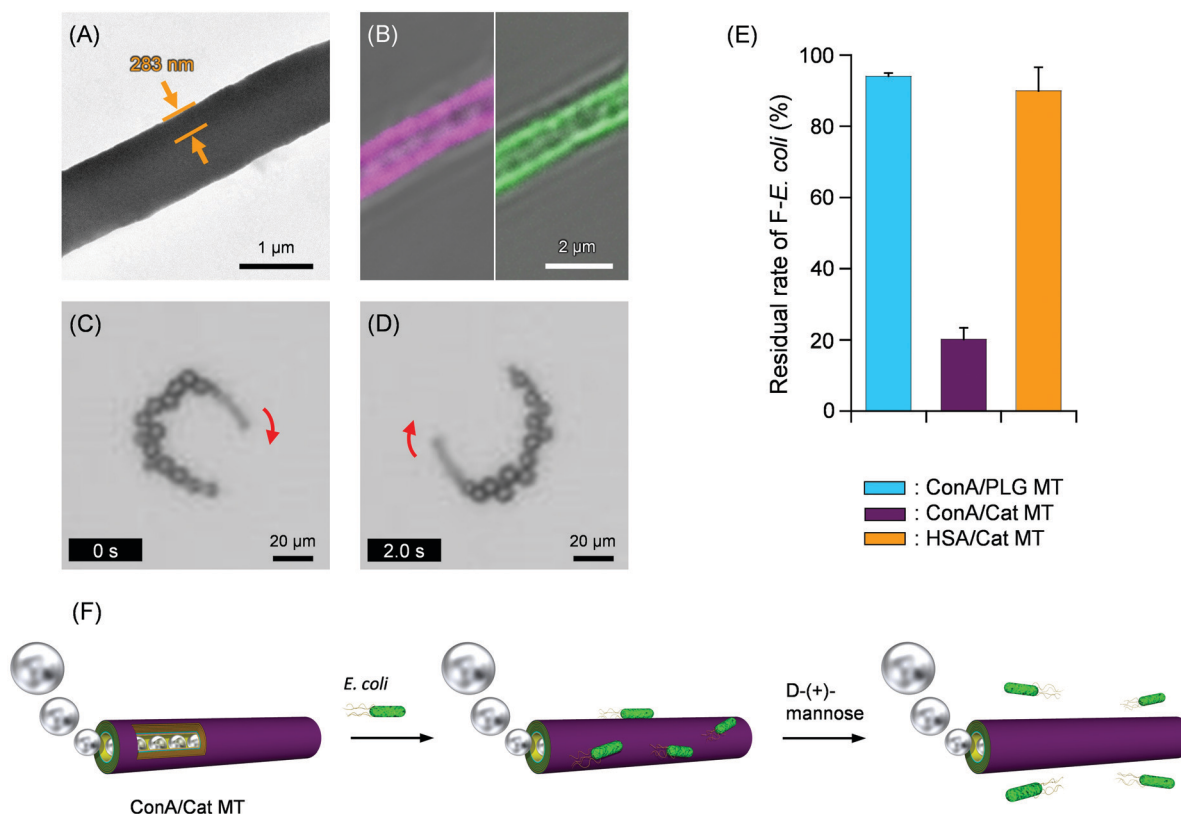 (A)
283 nm
1 µm
(B)
2 µm
(C)
0 s
20 µm
(D)
2.0 s
20 µm
(E)
Residual rate of F-E. coli (%)
100
80
60
40
20
0
: ConA/PLG MT
: ConA/Cat MT
: HSA/Cat MT
(F)
ConA/Cat MT
E. coli
D-(+)-
mannose